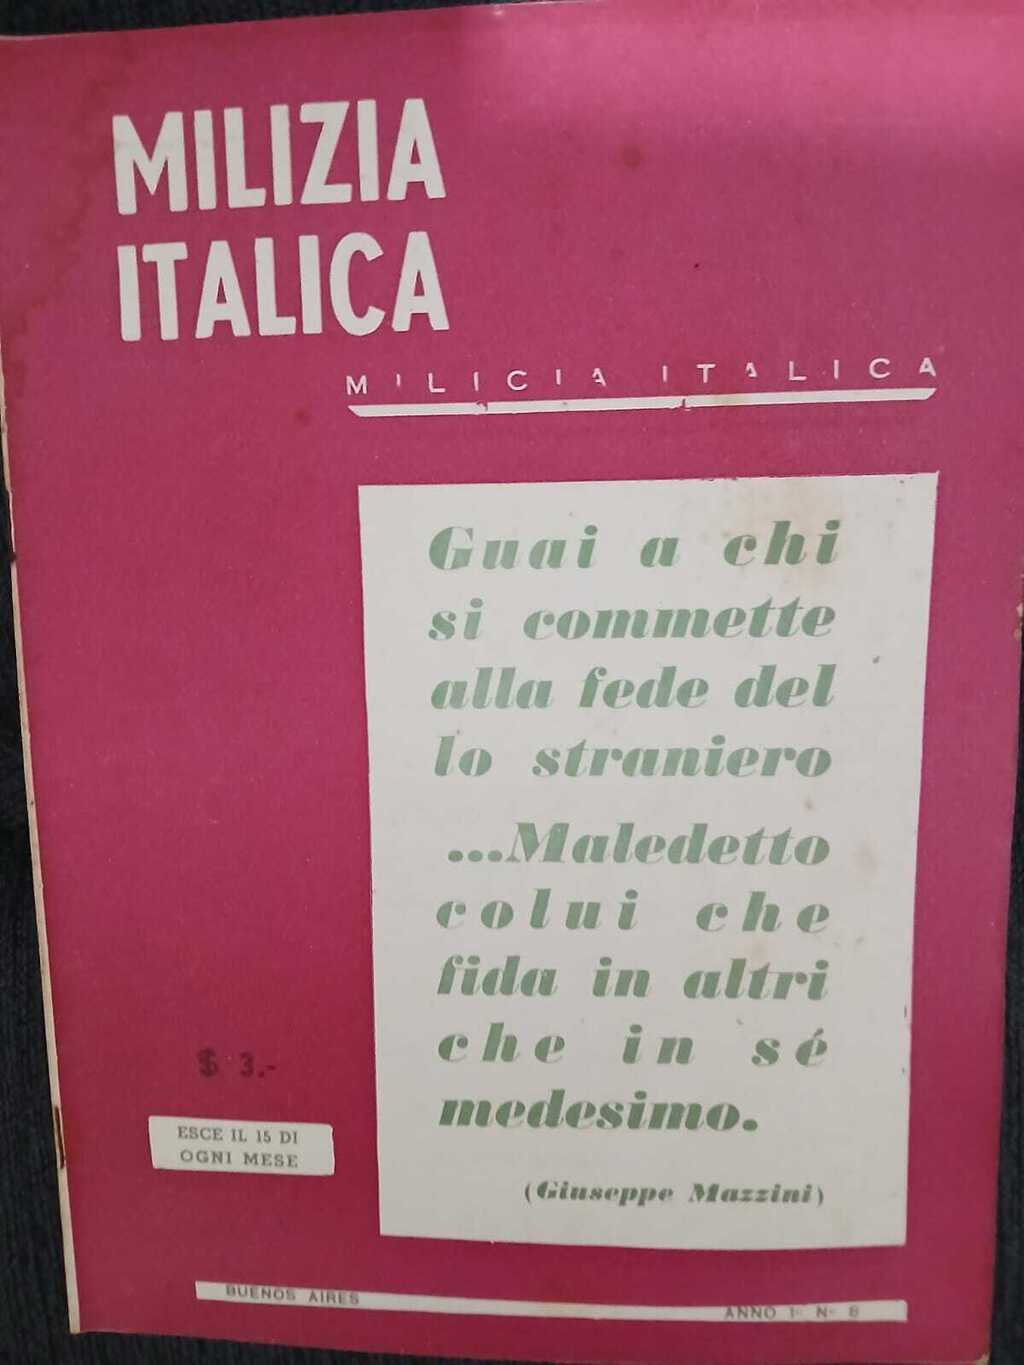 MILIZIA
ITALICA
MILICIA ITALICA
Guai a chi
si commette
alla fede del
lo straniero
...Maledetto
colui che
fida in altri
che in sé
medesimo.
(Giuseppe Mazzini)
$ 3.-
ESCE IL 15 DI
OGNI MESE
BUENOS AIRES
ANNO 1º Nº 8